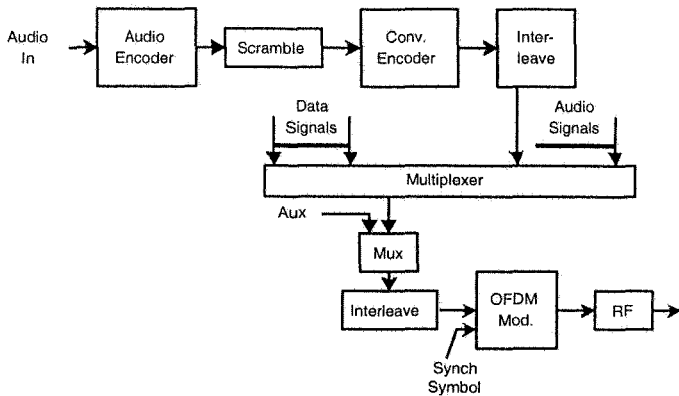 Audio
In
Audio
Encoder
Scramble
Conv.
Encoder
Inter-
leave
Data
Signals
Audio
Signals
Multiplexer
Aux
Mux
Interleave
OFDM
Mod.
RF
Synch
Symbol